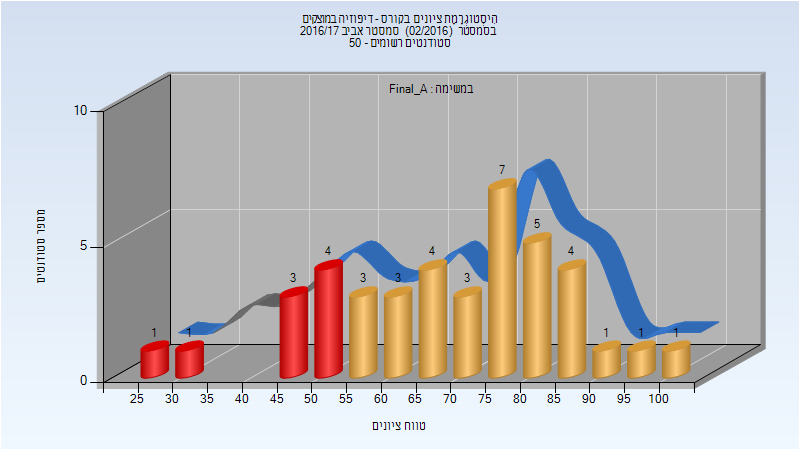 היסטוגרמת ציונים בקורס - דיפוזיה במוצקים
בסמסטר (02/2016) סמסטר אביב 2016/17
סטודנטים רשומים - 50
במשימה : Final_A
מספר סטודנטים
10
5
0
1
1
3
4
3
3
4
3
7
5
4
1
1
1
25 30 35 40 45 50 55 60 65 70 75 80 85 90 95 100
טווח ציונים